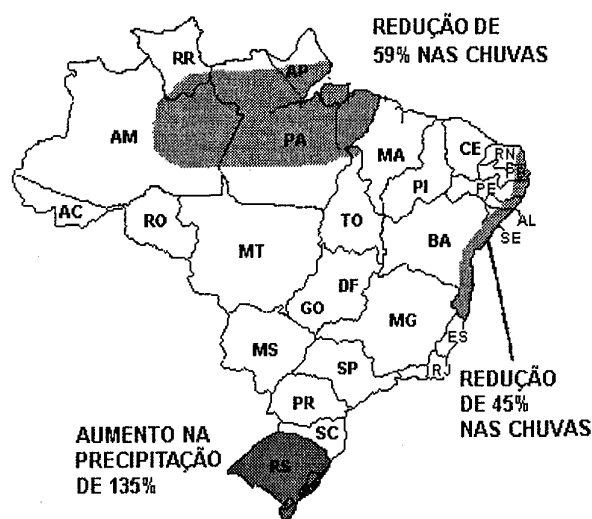 REDUÇÃO DE
59% NAS CHUVAS
RR
AP
AM
PA
MA
CE
RN
PB
PI
PE
AC
RO
TO
AL
SE
BA
MT
DF
GO
MG
ES
MS
SP
RJ
REDUÇÃO
DE 45%
NAS CHUVAS
PR
SC
AUMENTO NA
PRECIPITAÇÃO
DE 135%
RS